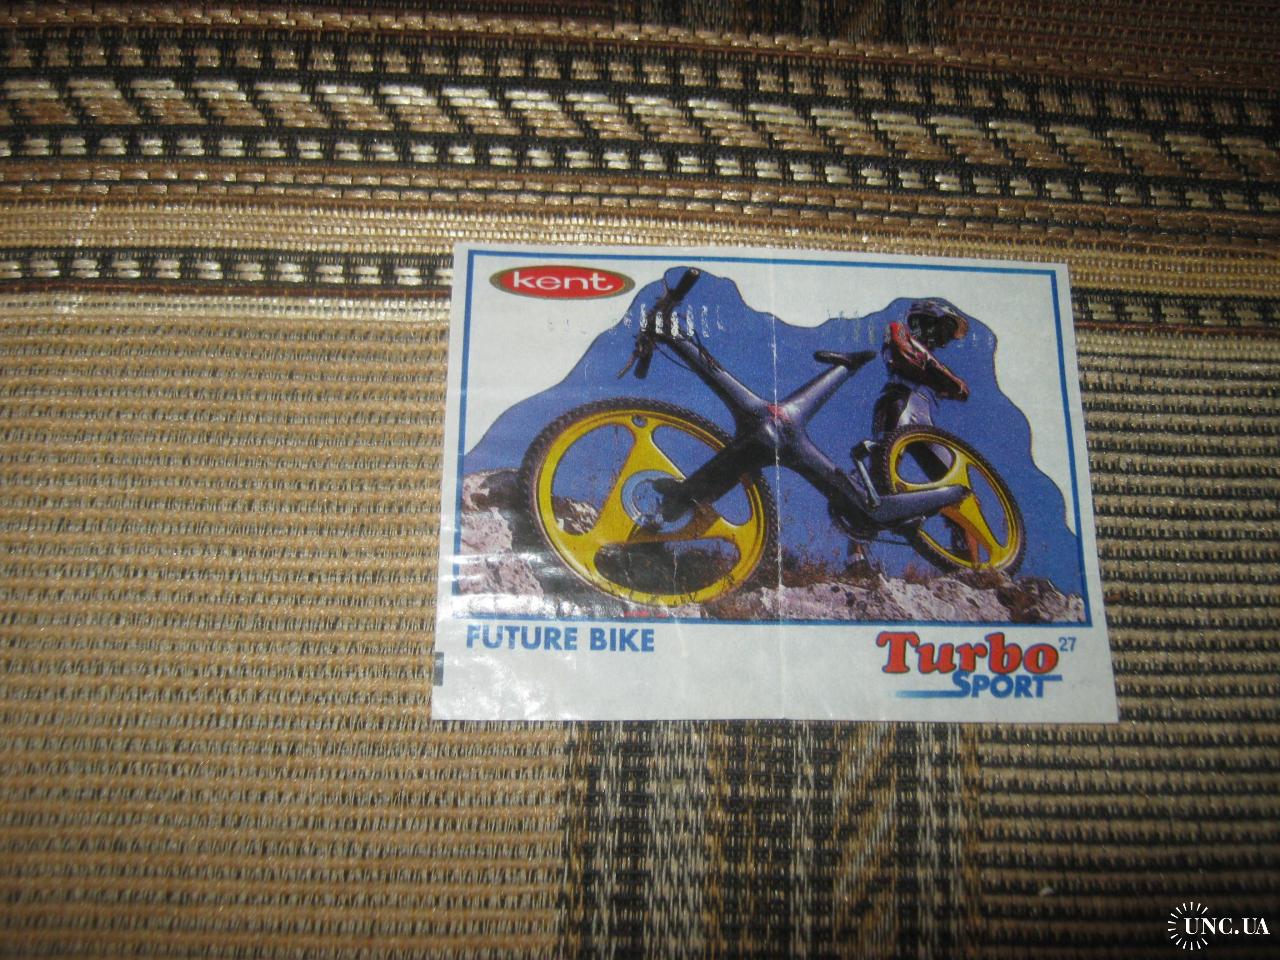 kent
FUTURE BIKE
Turbo 27
SPORT
UNC.UA